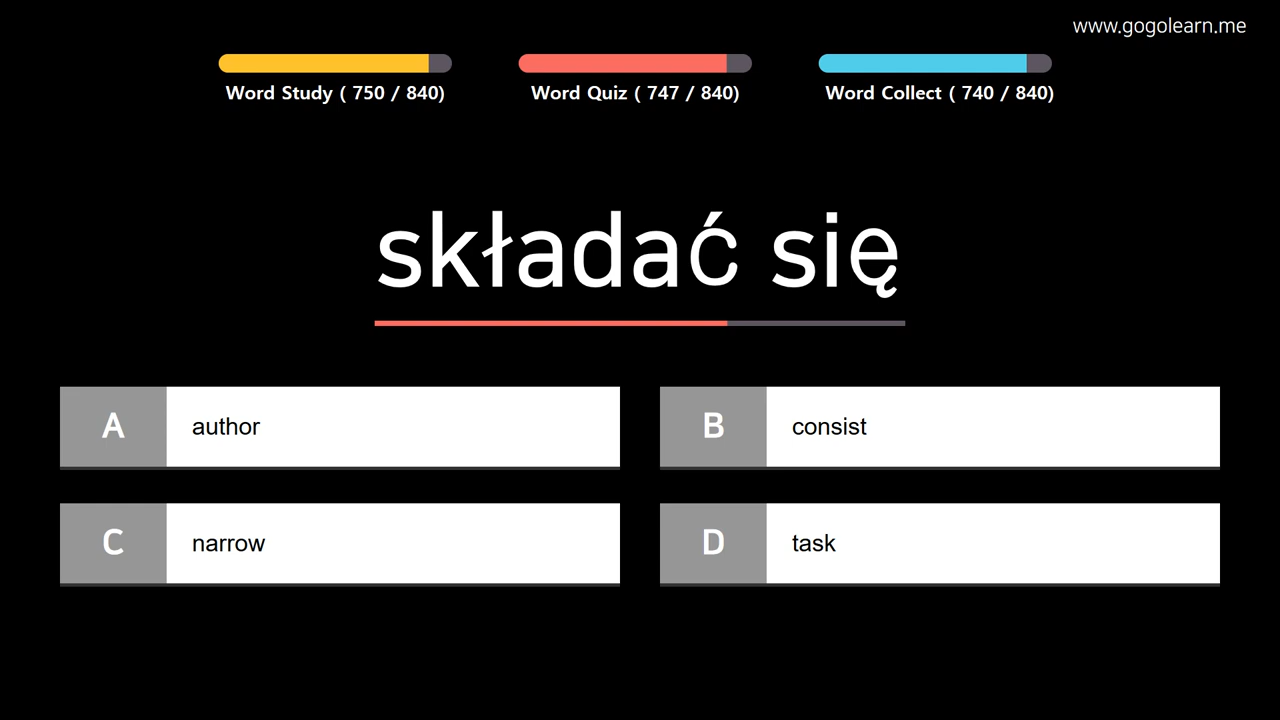 www.gogolearn.me
Word Study ( 750 / 840)
Word Quiz ( 747 / 840)
Word Collect ( 740 / 840)
składać się
A author
B consist
C narrow
D task